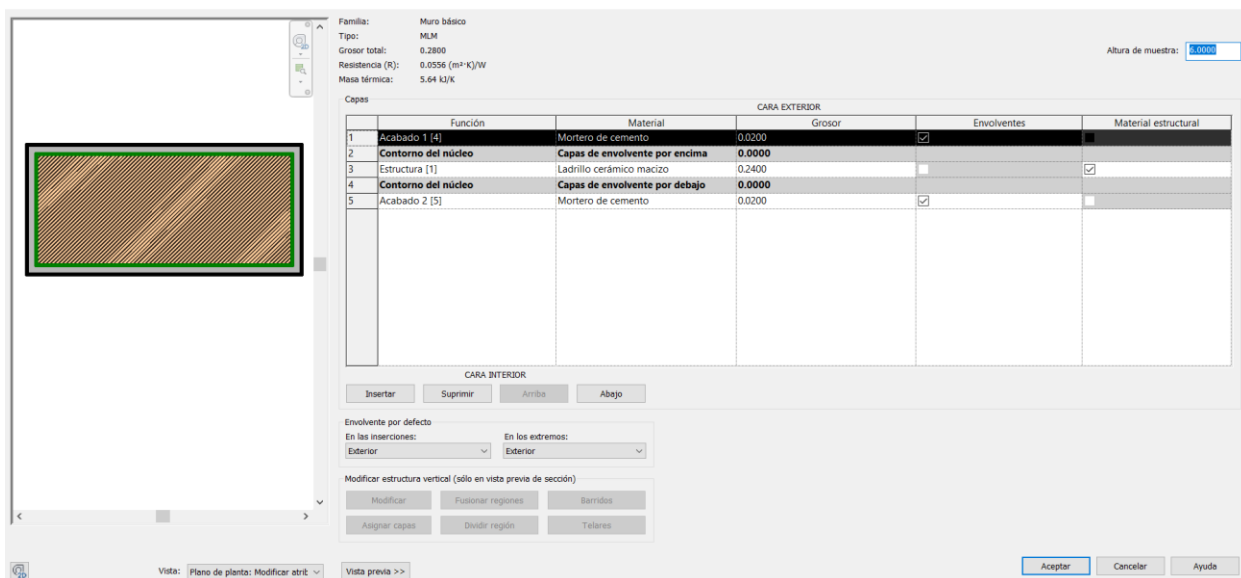 Familia: Muro básico
Tipo: MLM
Grosor total: 0.2800
Resistencia (R): 0.0556 (m²·K)/W
Masa térmica: 5.64 kJ/K
Altura de muestra: 6.0000
Capas
CARA EXTERIOR
Función Material Grosor Envolventes Material estructural
1 Acabado 1 [4] Mortero de cemento 0.0200
2 Contorno del núcleo Capas de envolvente por encima 0.0000
3 Estructura [1] Ladrillo cerámico macizo 0.2400
4 Contorno del núcleo Capas de envolvente por debajo 0.0000
5 Acabado 2 [5] Mortero de cemento 0.0200
CARA INTERIOR
Insertar Suprimir Arriba Abajo
Envolvente por defecto
En las inserciones: En los extremos:
Exterior Exterior
Modificar estructura vertical (sólo en vista previa de sección)
Modificar Fusionar regiones Barridos
Asignar capas Dividir región Telares
Vista: Plano de planta: Modificar atrit Vista previa >> Aceptar Cancelar Ayuda